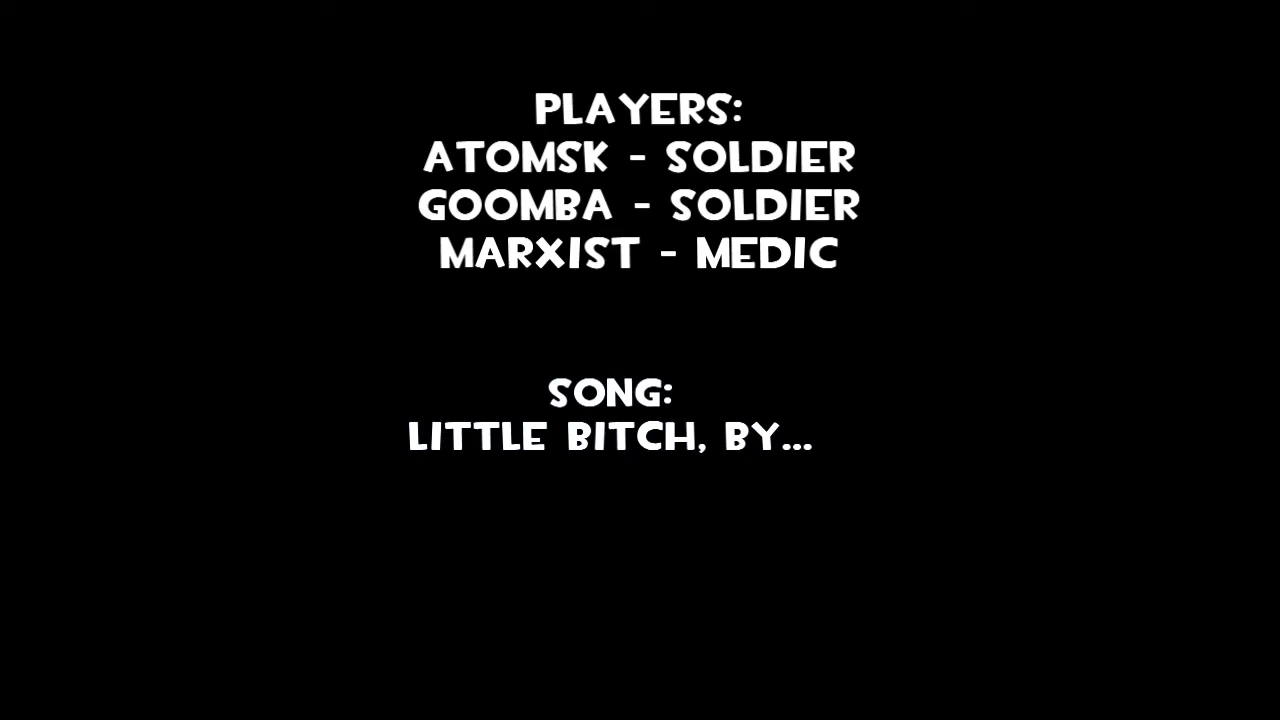 PLAYERS:
ATOMSK - SOLDIER
GOOMBA - SOLDIER
MARXIST - MEDIC
SONG:
LITTLE BITCH, BY...